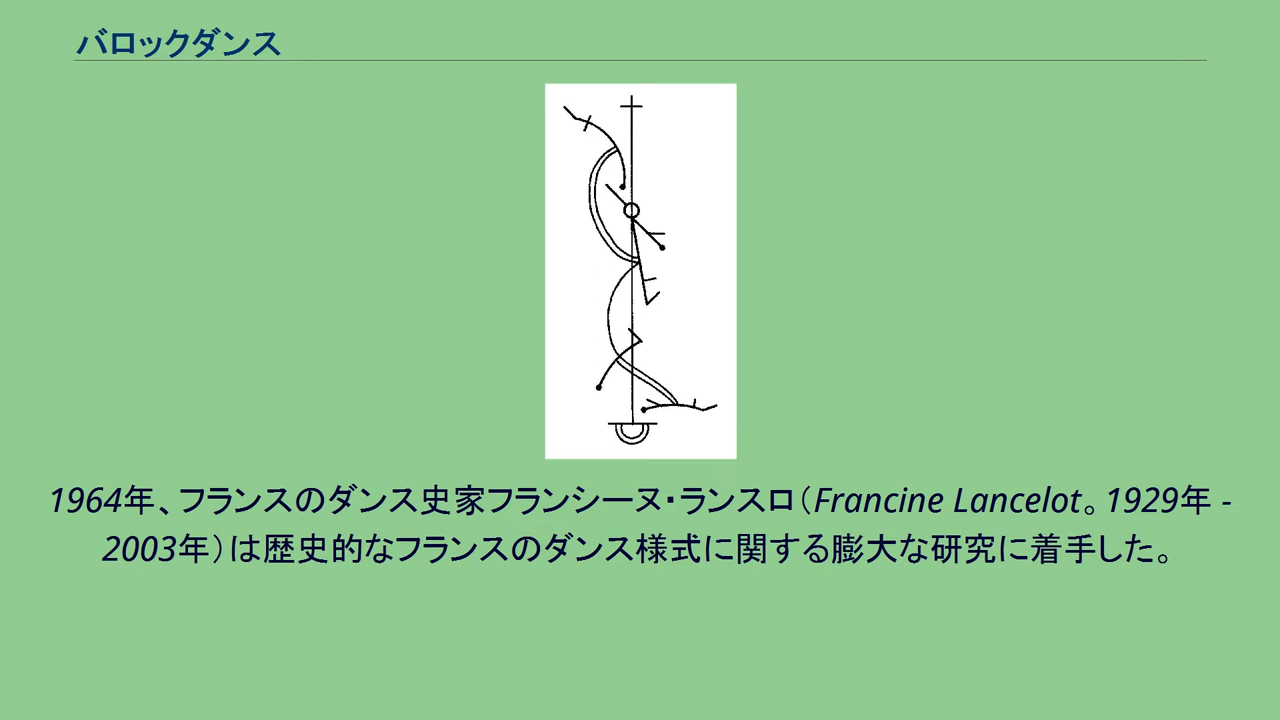 バロックダンス
1964年、フランスのダンス史家フランシーヌ・ランスロ（Francine Lancelot。1929年 -
2003年）は歴史的なフランスのダンス様式に関する膨大な研究に着手した。